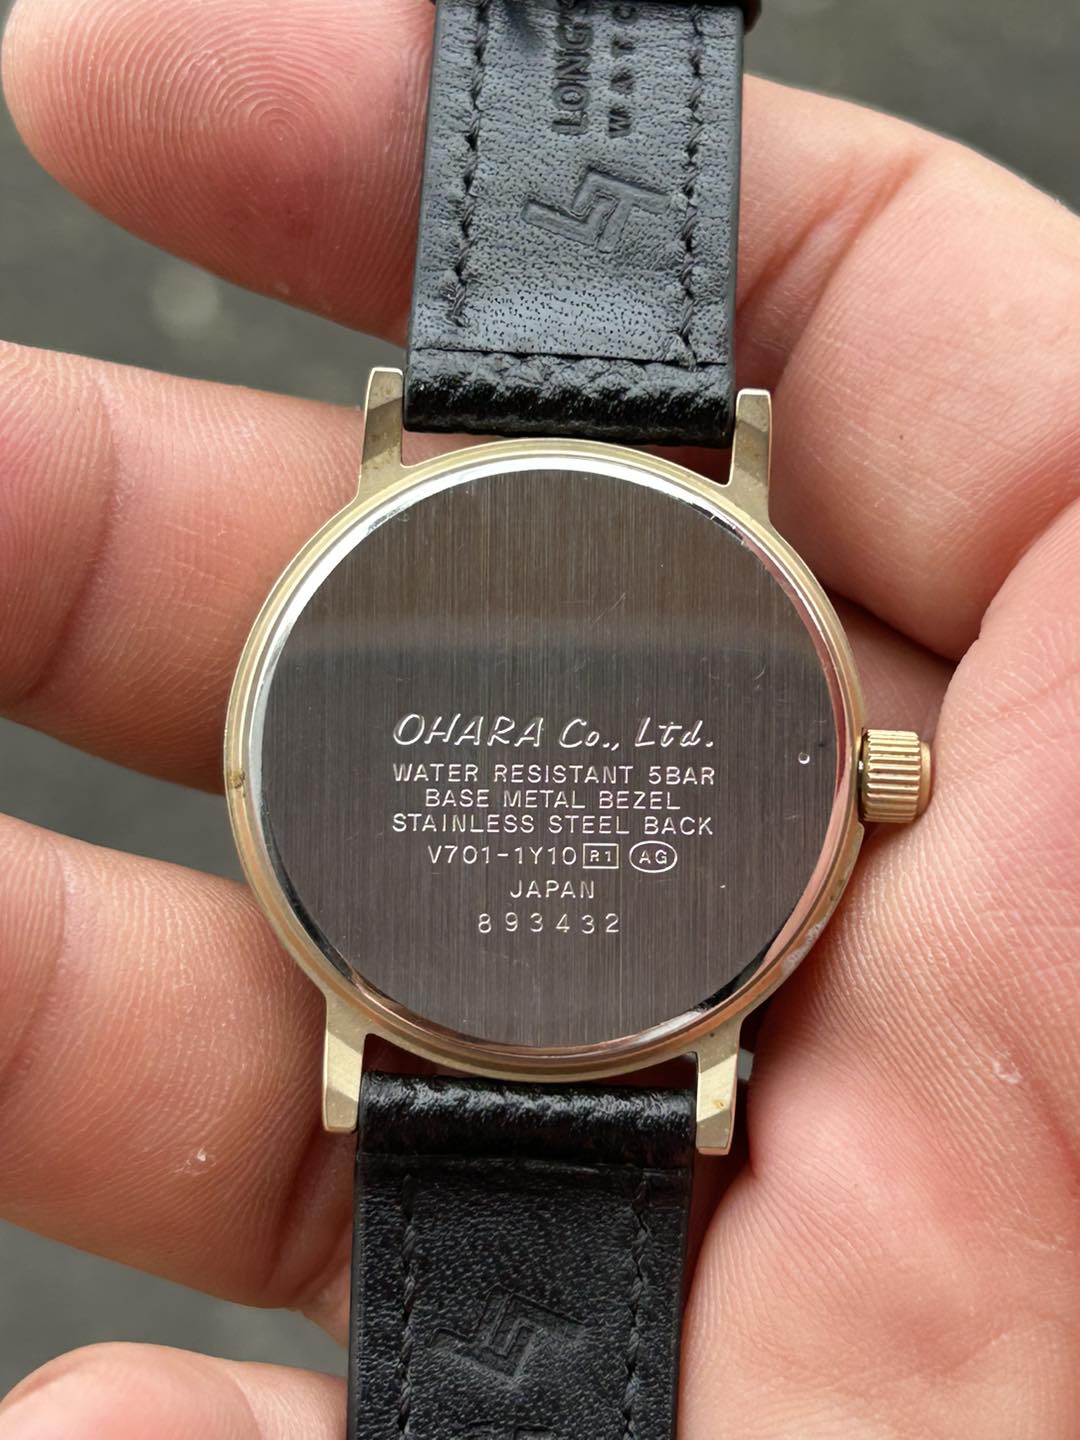 OHARA Co., Ltd.
WATER RESISTANT 5BAR
BASE METAL BEZEL
STAINLESS STEEL BACK
V701-1Y10 R1 AG
JAPAN
893432